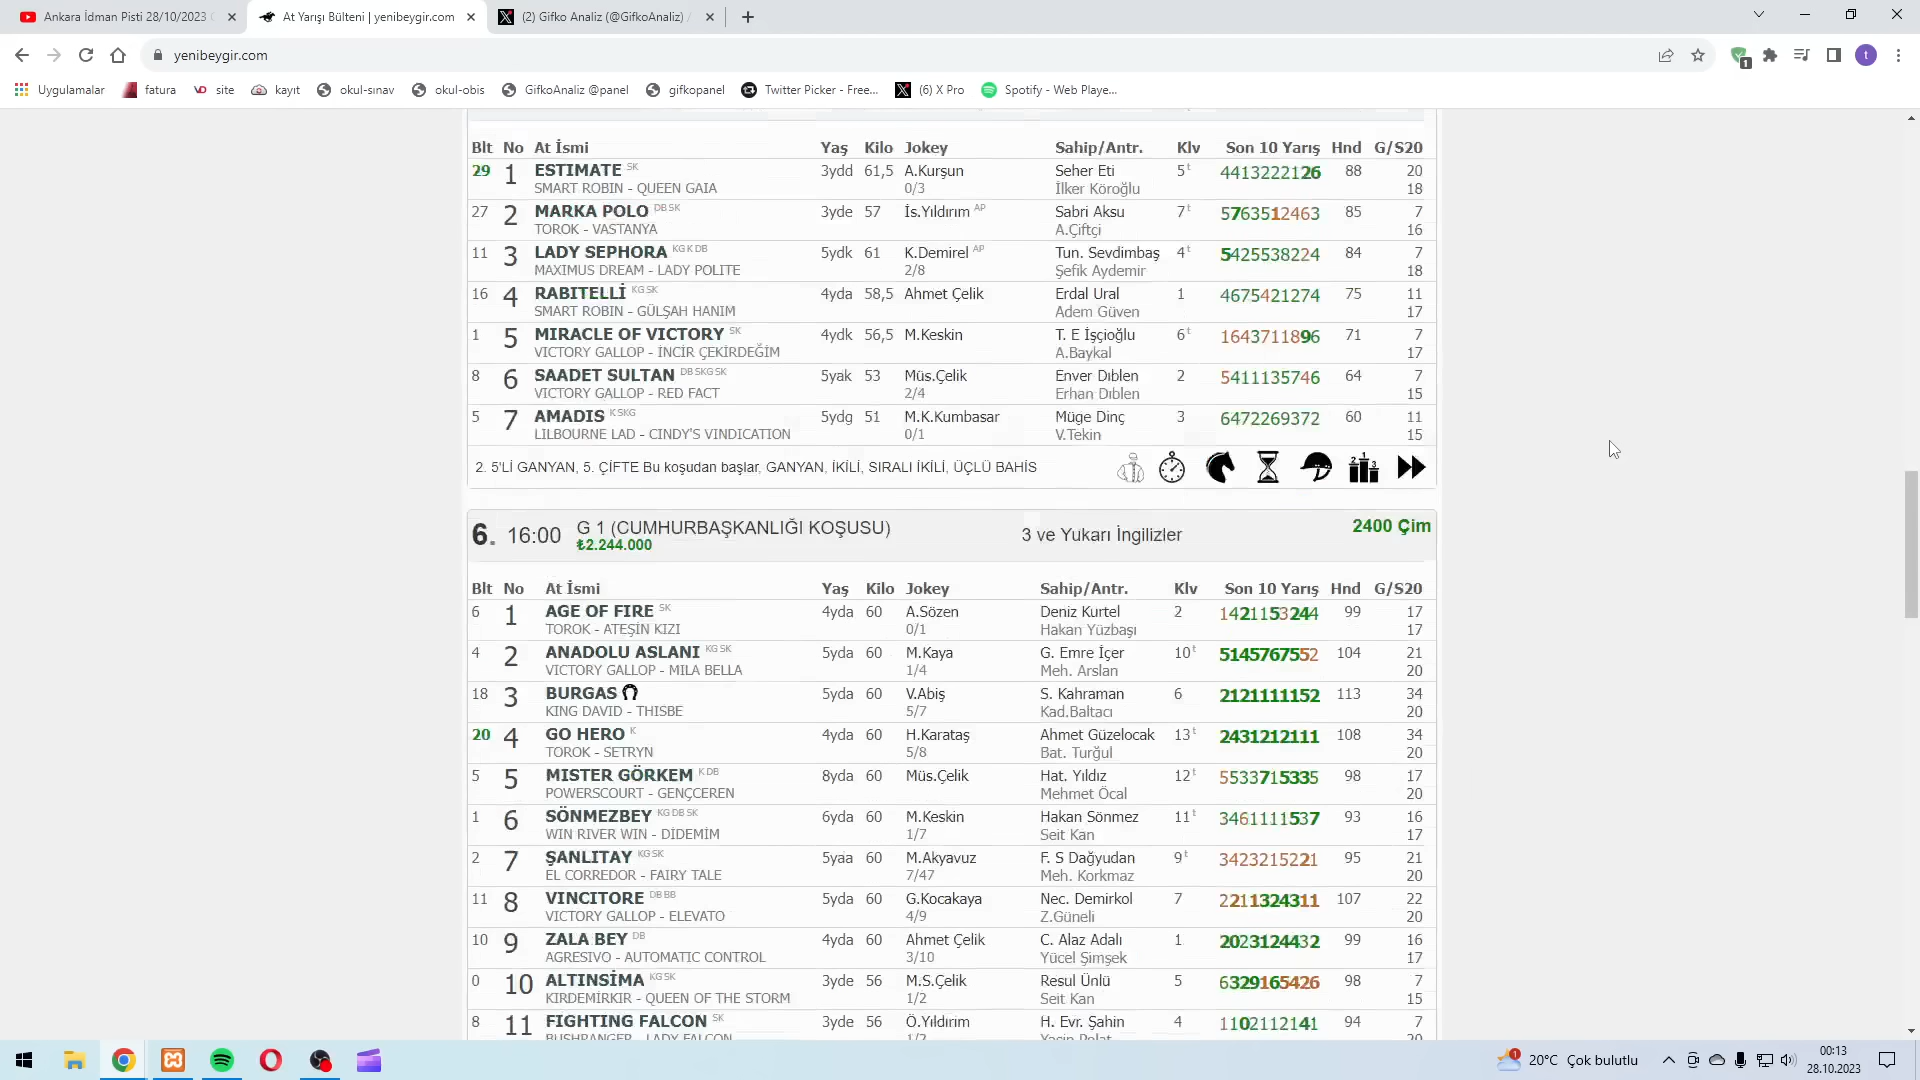 Ankara İdman Pisti 28/10/2023
At Yarışı Bülteni | yenibeygir.com
(2) Gifko Analiz (@GifkoAnaliz) /
yenibeygir.com
1
t
Uygulamalar fatura site kayıt okul-sınav okul-obis GifkoAnaliz @panel gifkopanel Twitter Picker - Free... (6) X Pro Spotify - Web Playe...
Blt No At İsmi Yaş Kilo Jokey Sahip/Antr. Klv Son 10 Yarış Hnd G/S20
29 1 ESTIMATE SK 3ydd 61,5 A.Kurşun Seher Eti 5 t 4413222126 88 20
SMART ROBIN - QUEEN GAIA 0/3 İlker Köroğlu 18
27 2 MARKA POLO DB SK 3yde 57 İs.Yıldırım AP Sabri Aksu 7 t 5763512463 85 7
TOROK - VASTANYA A.Çiftçi 16
11 3 LADY SEPHORA KG K DB 5ydk 61 K.Demirel AP Tun. Sevdimbaş 4 t 5425538224 84 7
MAXIMUS DREAM - LADY POLITE 2/8 Şefik Aydemir 18
16 4 RABITELLİ KG SK 4yda 58,5 Ahmet Çelik Erdal Ural 1 4675421274 75 11
SMART ROBIN - GÜLŞAH HANIM Adem Güven 17
1 5 MIRACLE OF VICTORY SK 4ydk 56,5 M.Keskin T. E İşçioğlu 6 t 1643711896 71 7
VICTORY GALLOP - İNCİR ÇEKİRDEĞİM A.Baykal 17
8 6 SAADET SULTAN DB SKG SK 5yak 53 Müs.Çelik Enver Dıblen 2 5411135746 64 7
VICTORY GALLOP - RED FACT 2/4 Erhan Dıblen 15
5 7 AMADIS K SKG 5ydg 51 M.K.Kumbasar Müge Dinç 3 6472269372 60 11
LILBOURNE LAD - CINDY'S VINDICATION 0/1 V.Tekin 15
2. 5'Lİ GANYAN, 5. ÇİFTE Bu koşudan başlar, GANYAN, İKİLİ, SIRALI İKİLİ, ÜÇLÜ BAHİS
6. 16:00 G 1 (CUMHURBAŞKANLIĞI KOŞUSU) 3 ve Yukarı İngilizler 2400 Çim
₺2.244.000
Blt No At İsmi Yaş Kilo Jokey Sahip/Antr. Klv Son 10 Yarış Hnd G/S20
6 1 AGE OF FIRE SK 4yda 60 A.Sözen Deniz Kurtel 2 1421153244 99 17
TOROK - ATEŞİN KIZI 0/1 Hakan Yüzbaşı 17
4 2 ANADOLU ASLANI KG SK 5yda 60 M.Kaya G. Emre İçer 10 t 5145767552 104 21
VICTORY GALLOP - MILA BELLA 1/4 Meh. Arslan 20
18 3 BURGAS 5yda 60 V.Abiş S. Kahraman 6 2121111152 113 34
KING DAVID - THISBE 5/7 Kad.Baltacı 20
20 4 GO HERO K 4yda 60 H.Karataş Ahmet Güzelocak 13 t 2431212111 108 34
TOROK - SETRYN 5/8 Bat. Turğul 20
5 5 MISTER GÖRKEM K DB 8yda 60 Müs.Çelik Hat. Yıldız 12 t 5533715335 98 17
POWERSCOURT - GENÇCEREN Mehmet Öcal 20
1 6 SÖNMEZBEY KG DB SK 6yda 60 M.Keskin Hakan Sönmez 11 t 3461111537 93 16
WIN RIVER WIN - DİDEMİM 1/7 Seit Kan 17
2 7 ŞANLITAY KG SK 5yaa 60 M.Akyavuz F. S Dağyudan 9 t 3423215221 95 21
EL CORREDOR - FAIRY TALE 7/47 Meh. Korkmaz 20
11 8 VINCITORE DB BB 5yda 60 G.Kocakaya Nec. Demirkol 7 2211324311 107 22
VICTORY GALLOP - ELEVATO 4/9 Z.Güneli 20
10 9 ZALA BEY DB 4yda 60 Ahmet Çelik C. Alaz Adalı 1 2023124432 99 16
AGRESIVO - AUTOMATIC CONTROL 3/10 Yücel Şimşek 17
0 10 ALTINSİMA KG SK 3yde 56 M.S.Çelik Resul Ünlü 5 6329165426 98 7
KIRDEMİRKIR - QUEEN OF THE STORM 1/2 Seit Kan 15
8 11 FIGHTING FALCON SK 3yde 56 Ö.Yıldırım H. Evr. Şahin 4 1102112141 94 7
1
20°C Çok bulutlu
00:13
28.10.2023